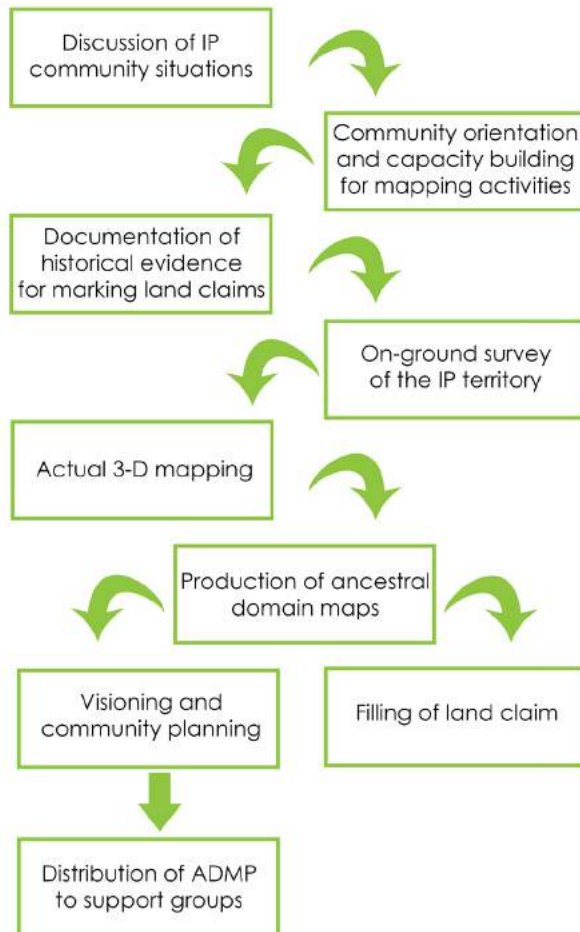 Discussion of IP
community situations
Community orientation
and capacity building
for mapping activities
Documentation of
historical evidence
for marking land claims
On-ground survey
of the IP territory
Actual 3-D mapping
Production of ancestral
domain maps
Visioning and
community planning
Filling of land claim
Distribution of ADMP
to support groups